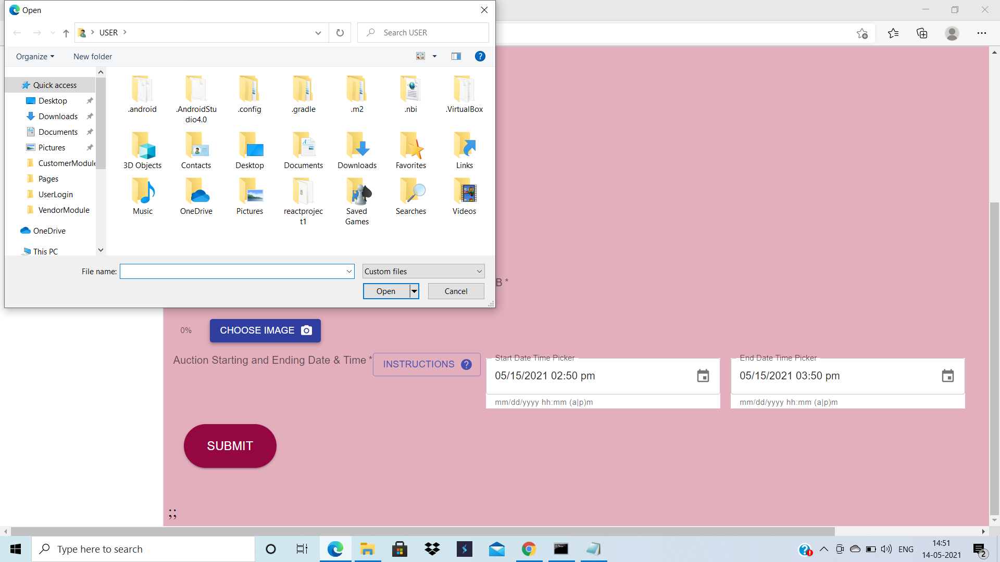 Open
USER
Search USER
Organize
New folder
Quick access
Desktop
Downloads
Documents
Pictures
CustomerModule
Pages
UserLogin
VendorModule
OneDrive
This PC
.android
.AndroidStu
dio4.0
.config
.gradle
.m2
.nbi
.VirtualBox
3D Objects
Contacts
Desktop
Documents
Downloads
Favorites
Links
Music
OneDrive
Pictures
reactprojec
t1
Saved
Games
Searches
Videos
File name:
Custom files
Open
Cancel
B *
0%
CHOOSE IMAGE
Auction Starting and Ending Date & Time *
INSTRUCTIONS ?
Start Date Time Picker
05/15/2021 02:50 pm
mm/dd/yyyy hh:mm (a|p)m
End Date Time Picker
05/15/2021 03:50 pm
mm/dd/yyyy hh:mm (a|p)m
SUBMIT
;;
Type here to search
ENG
14:51
14-05-2021
2